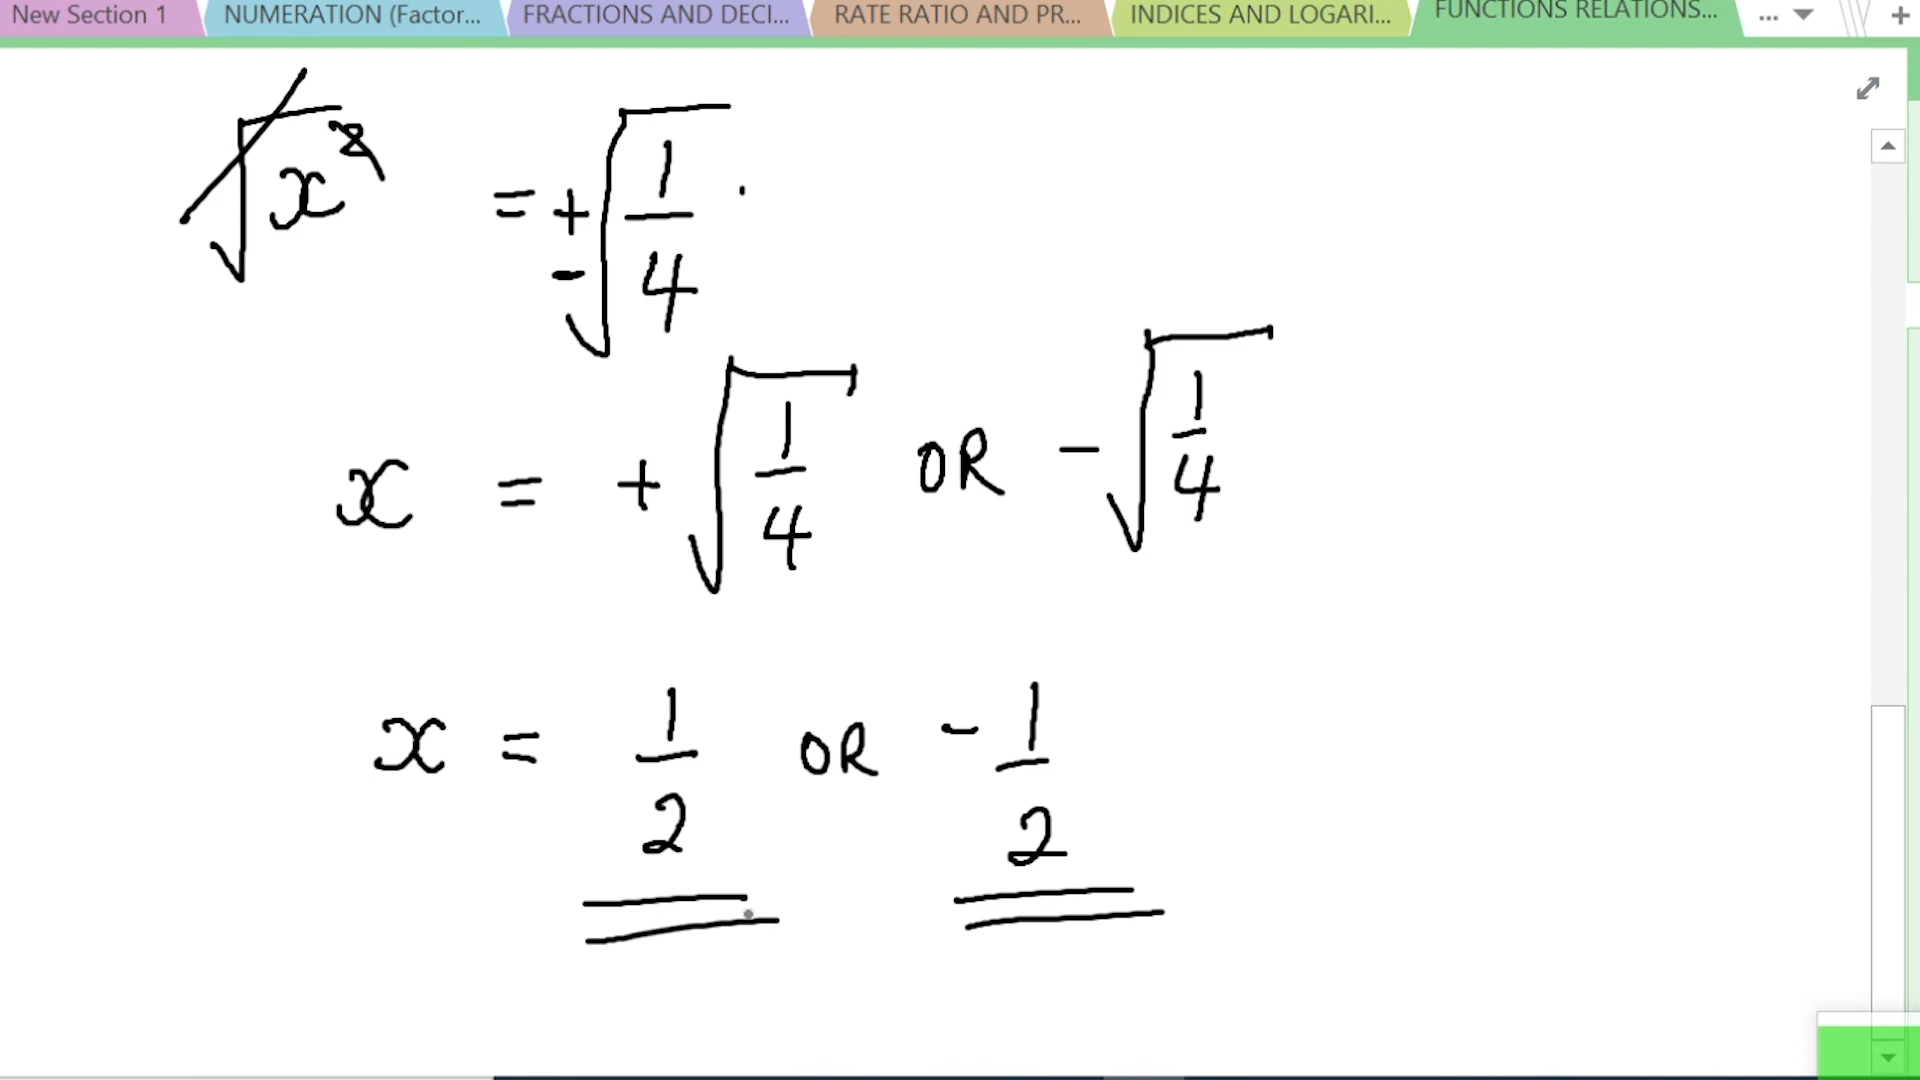 New Section 1 NUMERATION (Factor... FRACTIONS AND DECI... RATE RATIO AND PR... INDICES AND LOGARI... FUNCTIONS RELATIONS... ...
√x² = ±√(1/4) .
x = +√(1/4) OR -√(1/4)
x = 1/2 OR -1/2